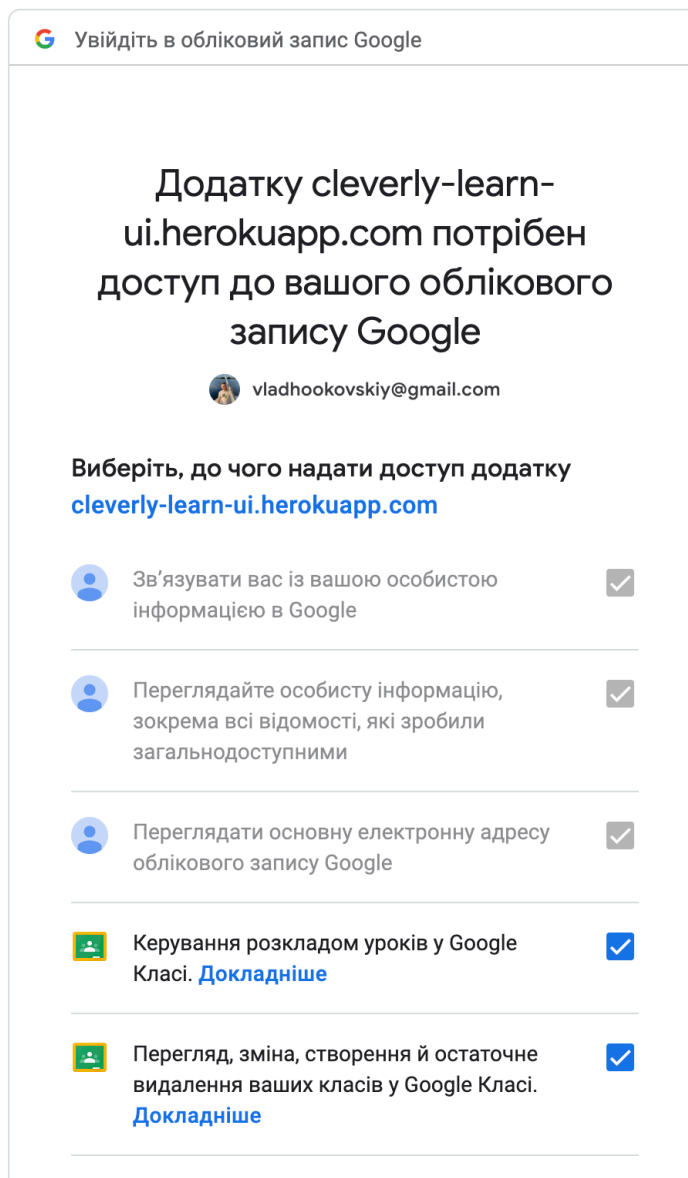 Увійдіть в обліковий запис Google
Додатку cleverly-learn-
ui.herokuapp.com потрібен
доступ до вашого облікового
запису Google
vladhookovskiy@gmail.com
Виберіть, до чого надати доступ додатку
cleverly-learn-ui.herokuapp.com
Зв’язувати вас із вашою особистою
інформацією в Google
Переглядайте особисту інформацію,
зокрема всі відомості, які зробили
загальнодоступними
Переглядати основну електронну адресу
облікового запису Google
Керування розкладом уроків у Google
Класі. Докладніше
Перегляд, зміна, створення й остаточне
видалення ваших класів у Google Класі.
Докладніше